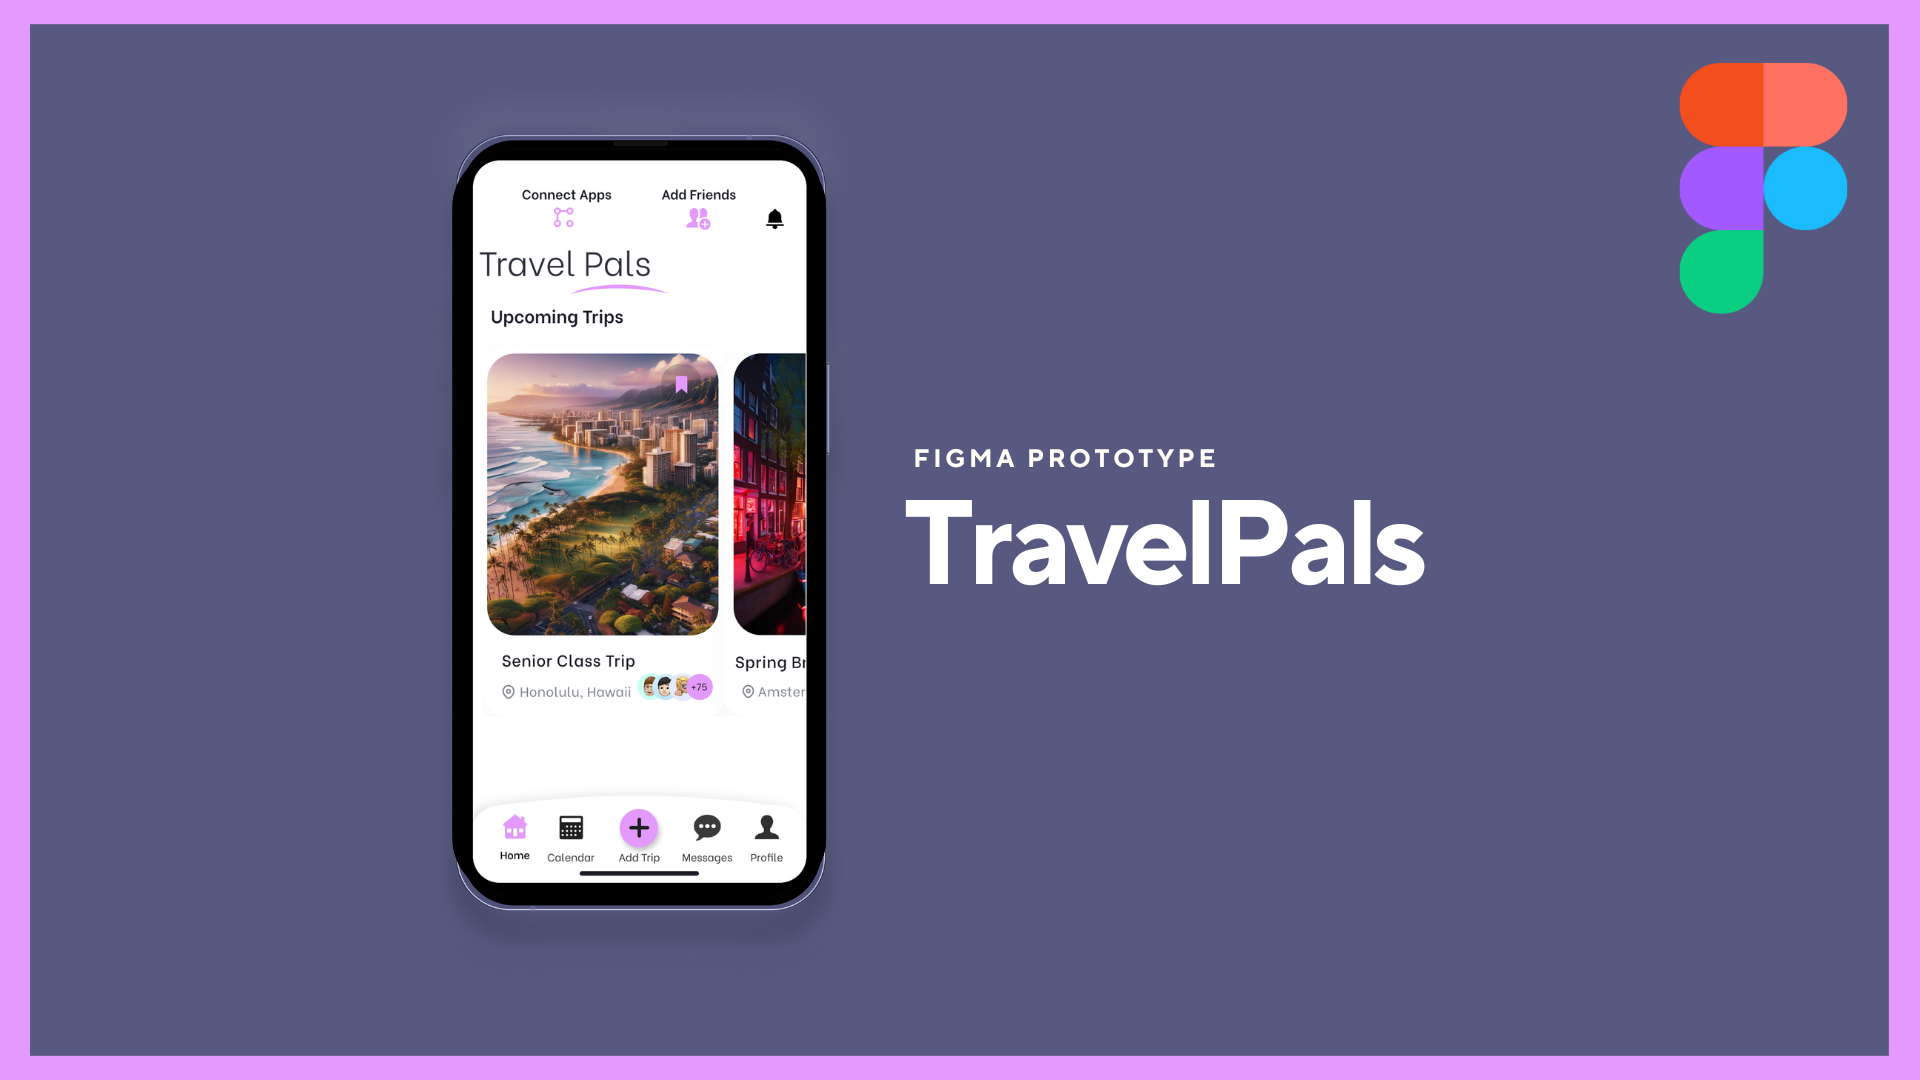 Connect Apps
Add Friends
Travel Pals
Upcoming Trips
Senior Class Trip
Honolulu, Hawaii
+75
Spring Br
Amster
Home
Calendar
Add Trip
Messages
Profile
FIGMA PROTOTYPE
TravelPals